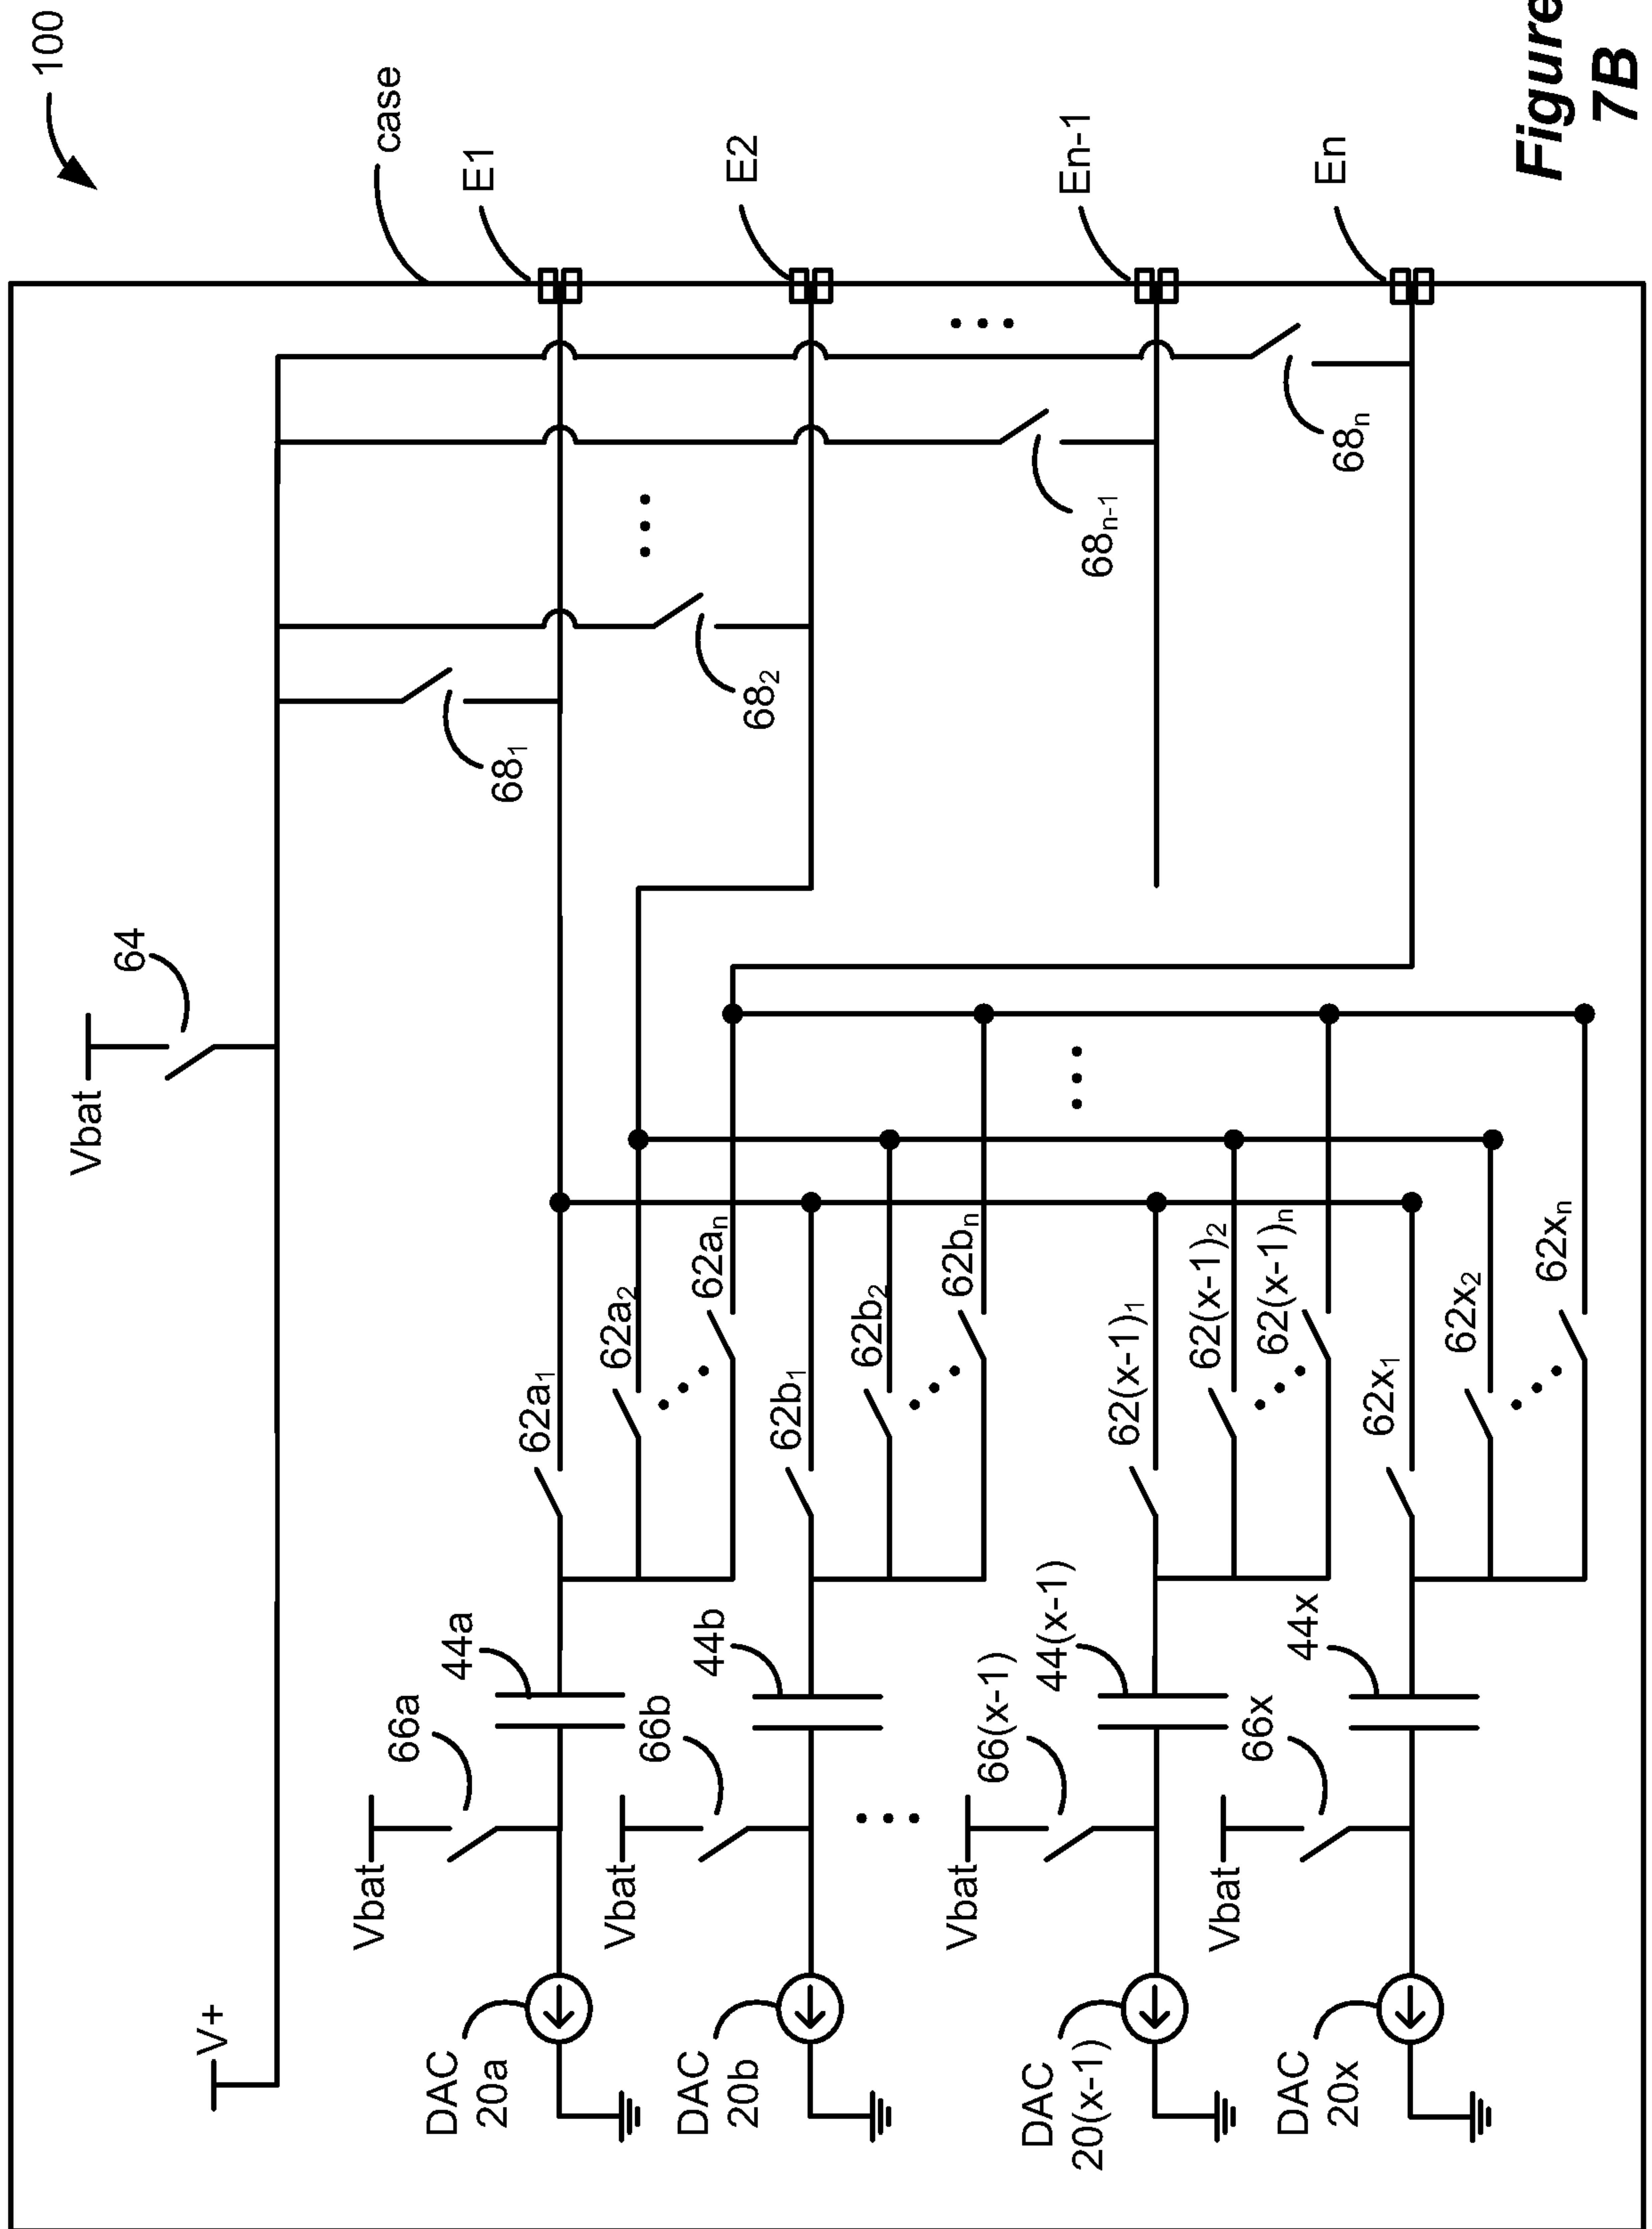 100
case
V+
Vbat
64
E1
E2
En-1
En
68₁
68₂
68ₙ₋₁
68ₙ
Vbat
66a
44a
62a₁
62a₂
62aₙ
DAC
20a
Vbat
66b
44b
62b₁
62b₂
62bₙ
DAC
20b
Vbat
66(x-1)
44(x-1)
62(x-1)₁
62(x-1)₂
62(x-1)ₙ
DAC
20(x-1)
Vbat
66x
44x
62x₁
62x₂
62xₙ
DAC
20x
Figure
7B